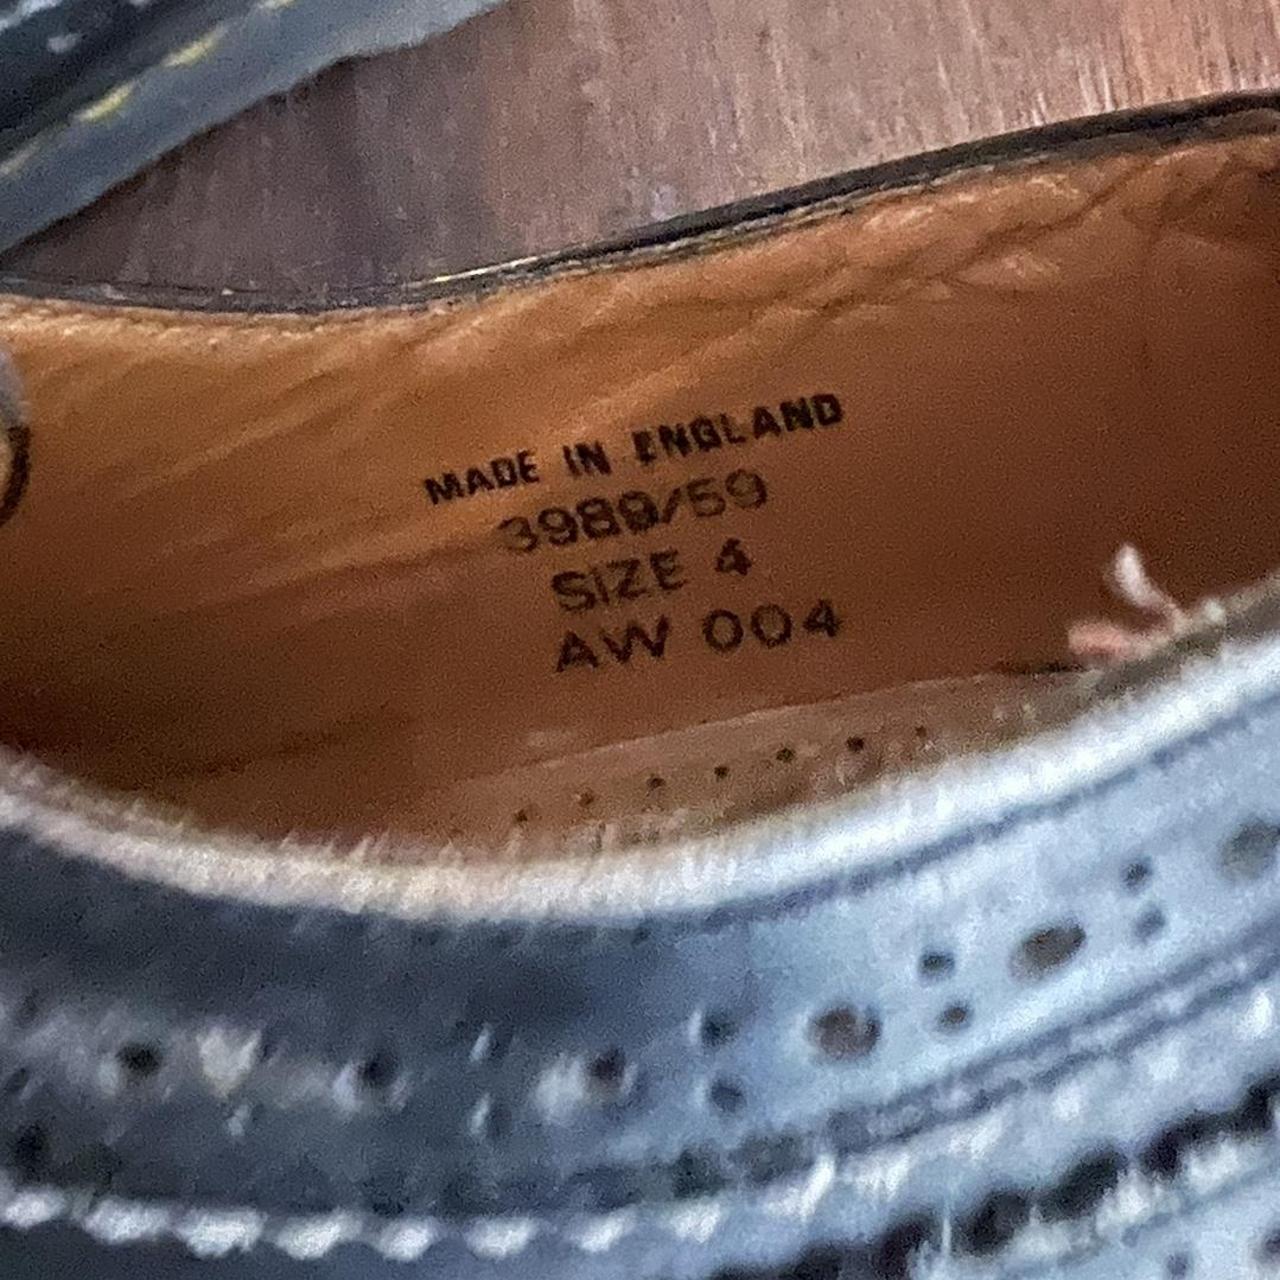 MADE IN ENGLAND
3989/59
SIZE 4
AW 004